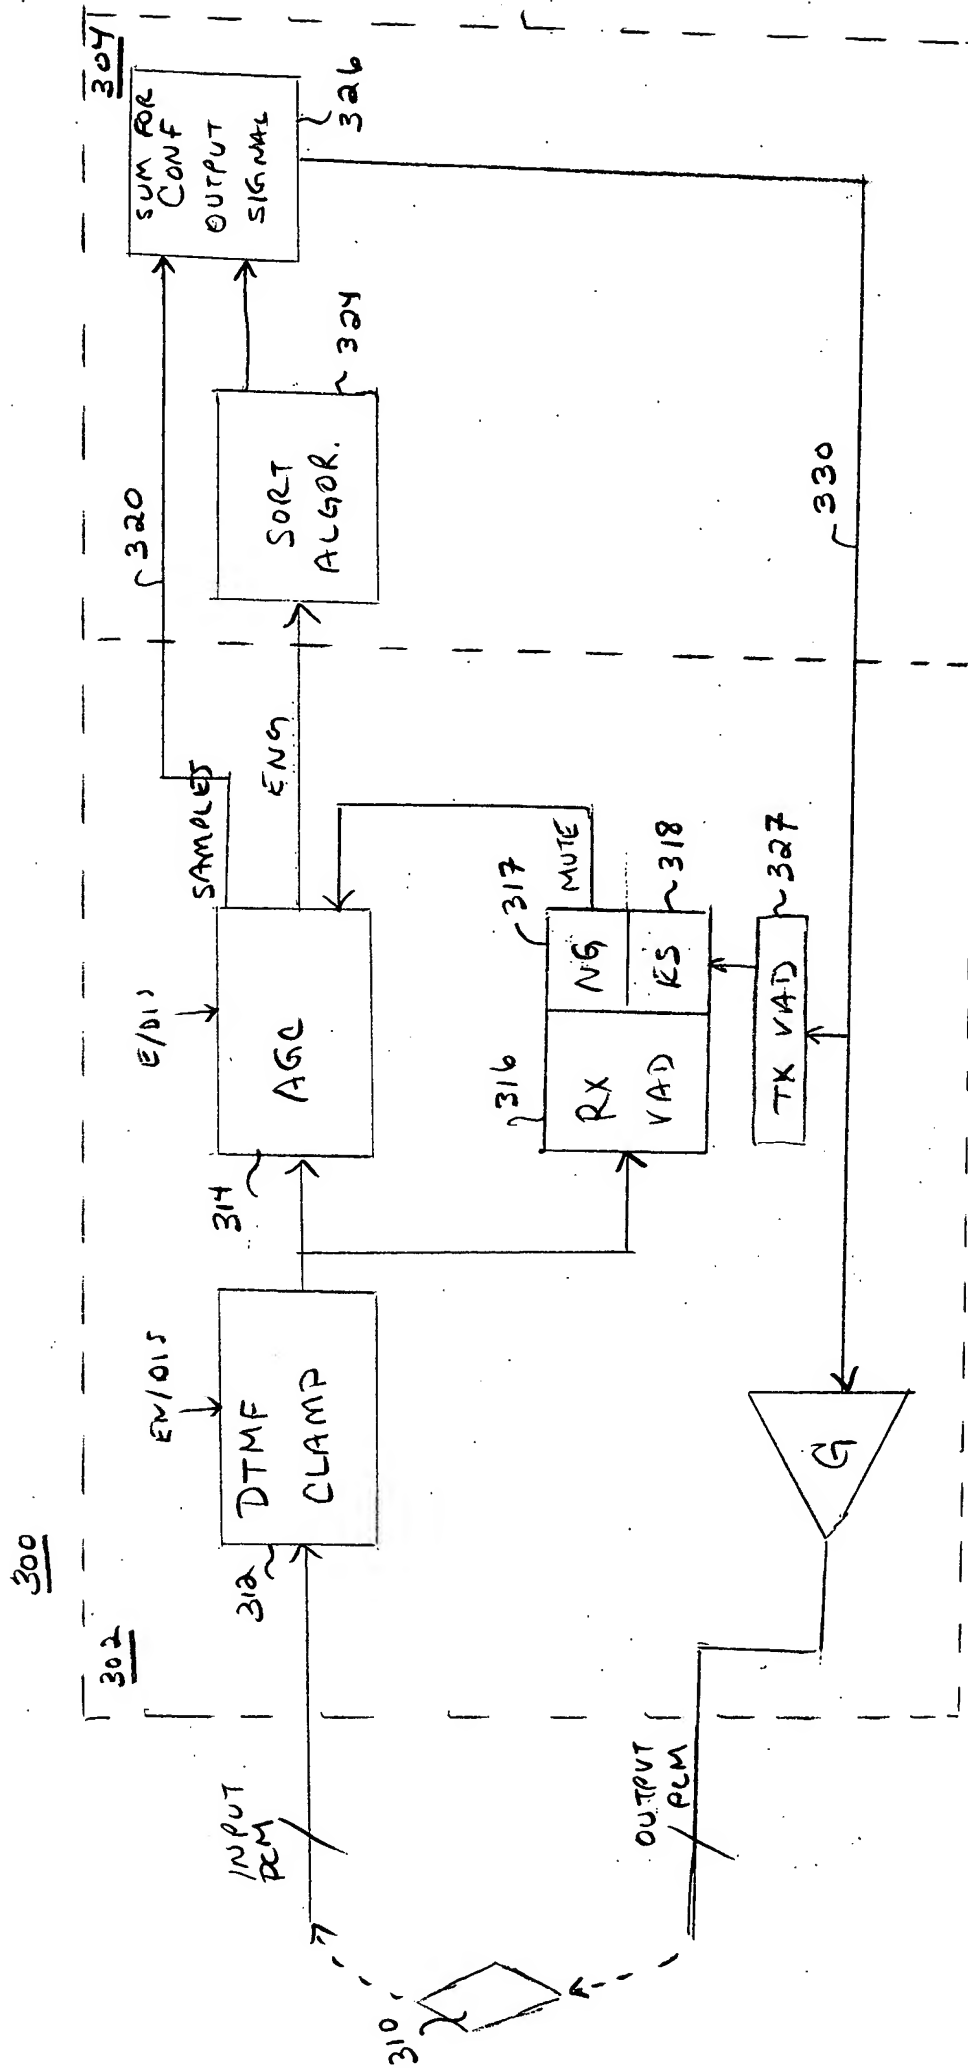 300
302
304
310
INPUT
PCM
EN/DIS
312
DTMF
CLAMP
E/DIS
314
AGC
SAMPLES
320
ENG
SORT
ALGOR.
324
SUM FOR
CONF
OUTPUT
SIGNAL
326
316
RX
VAD
317
NG
ES
318
MUTE
TX VAD
327
330
G
OUTPUT
PCM